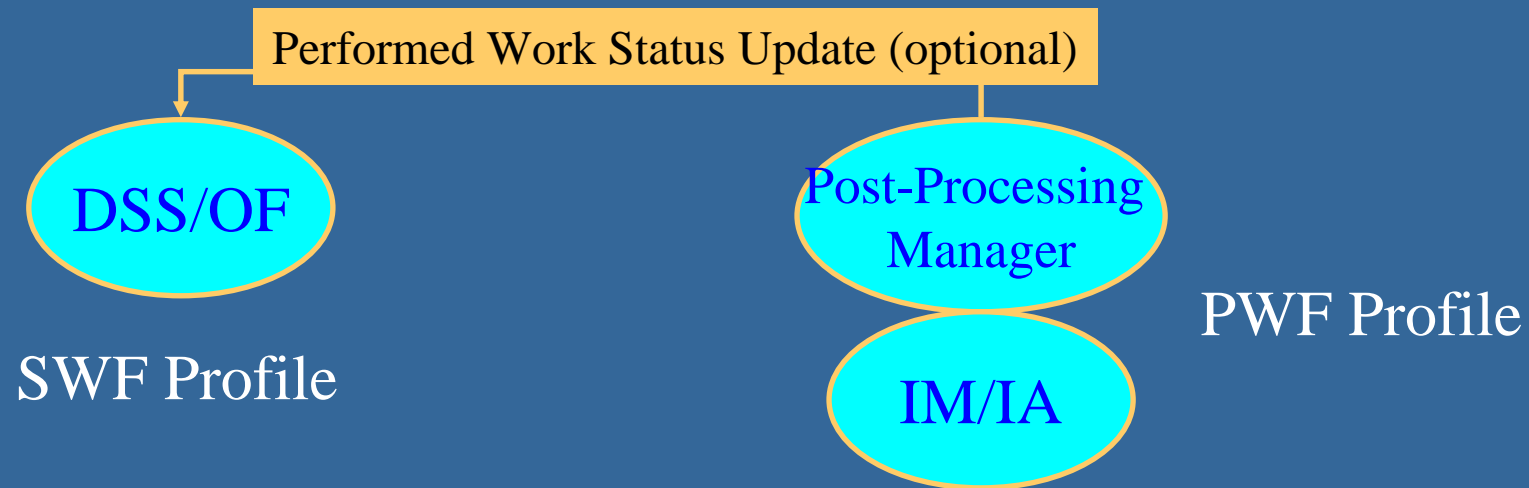 Performed Work Status Update (optional)
DSS/OF
Post-Processing
Manager
PWF Profile
SWF Profile
IM/IA